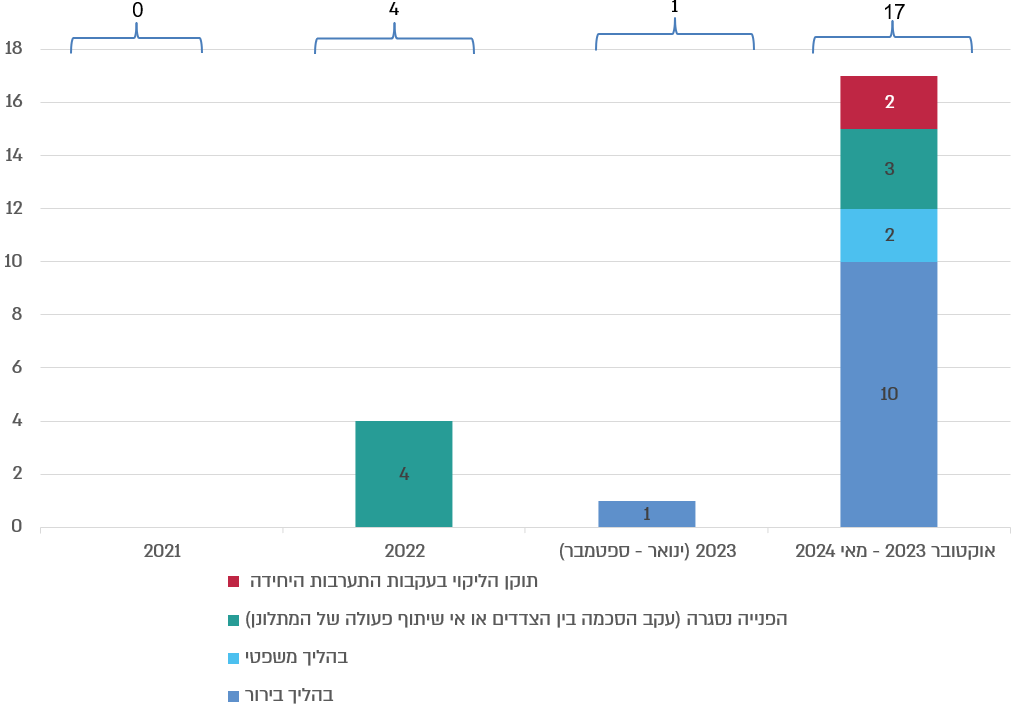 0 4 1 17
18
16
14
12
10
8
6
4
2
0
2
3
2
10
4
1
2021 2022 2023 (ינואר - ספטמבר) אוקטובר 2023 - מאי 2024
תוקן הליקוי בעקבות התערבות היחידה
הפנייה נסגרה (עקב הסכמה בין הצדדים או אי שיתוף פעולה של המתלונן)
בהליך משפטי
בהליך בירור